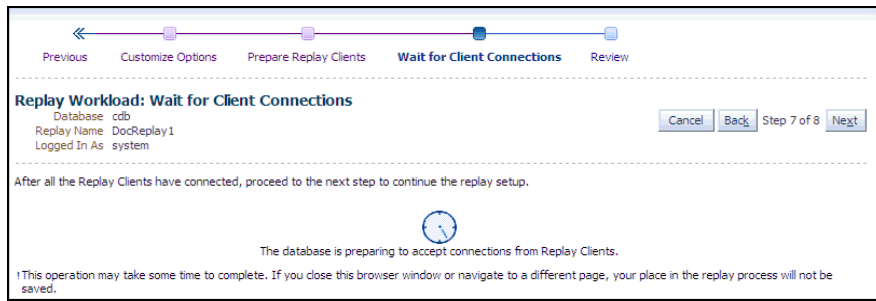 Previous Customize Options Prepare Replay Clients Wait for Client Connections Review
Replay Workload: Wait for Client Connections
Database cdb
Replay Name DocReplay1
Logged In As system
Cancel Back Step 7 of 8 Next
After all the Replay Clients have connected, proceed to the next step to continue the replay setup.
The database is preparing to accept connections from Replay Clients.
! This operation may take some time to complete. If you close this browser window or navigate to a different page, your place in the replay process will not be
saved.